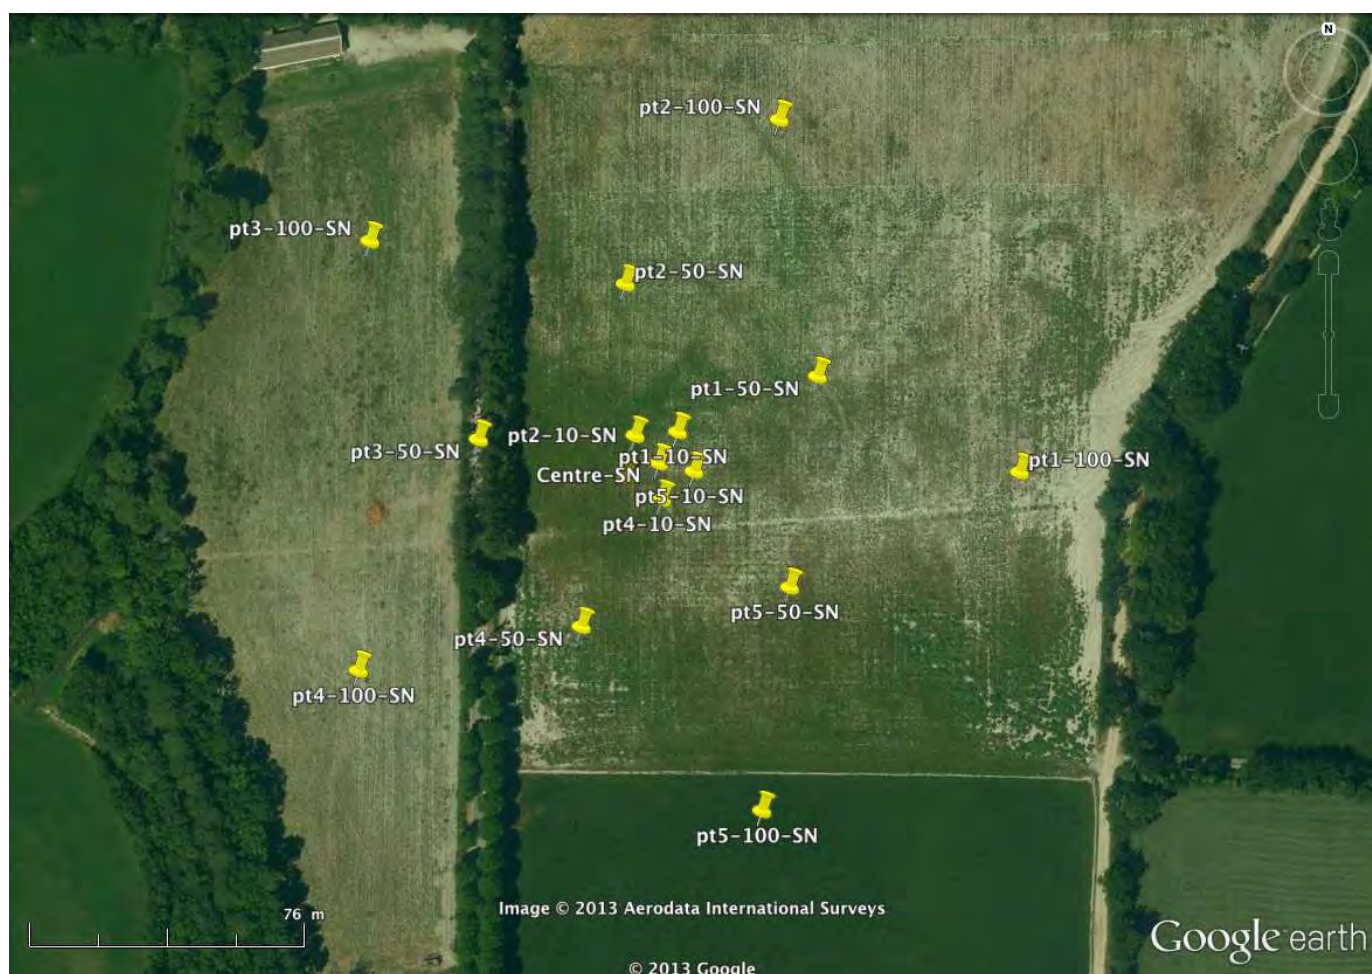 N
pt2-100-SN
pt3-100-SN
pt2-50-SN
pt1-50-SN
pt2-10-SN
pt3-50-SN
pt1-10-SN
pt1-100-SN
Centre-SN
pt5-10-SN
pt4-10-SN
pt5-50-SN
pt4-50-SN
pt4-100-SN
pt5-100-SN
76 m
Image © 2013 Aerodata International Surveys
Google earth
© 2013 Google